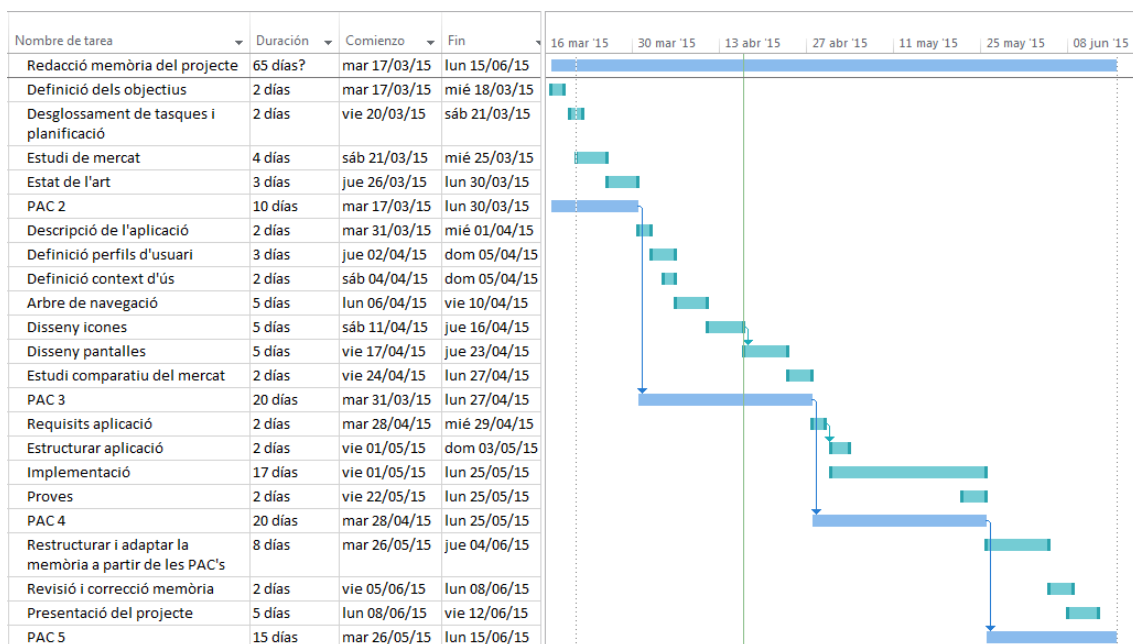 Nombre de tarea Duración Comienzo Fin 16 mar '15 30 mar '15 13 abr '15 27 abr '15 11 may '15 25 may '15 08 jun '15
Redacció memòria del projecte 65 días? mar 17/03/15 lun 15/06/15
Definició dels objectius 2 días mar 17/03/15 mié 18/03/15
Desglossament de tasques i 2 días vie 20/03/15 sáb 21/03/15
planificació
Estudi de mercat 4 días sáb 21/03/15 mié 25/03/15
Estat de l'art 3 días jue 26/03/15 lun 30/03/15
PAC 2 10 días mar 17/03/15 lun 30/03/15
Descripció de l'aplicació 2 días mar 31/03/15 mié 01/04/15
Definició perfils d'usuari 3 días jue 02/04/15 dom 05/04/15
Definició context d'ús 2 días sáb 04/04/15 dom 05/04/15
Arbre de navegació 5 días lun 06/04/15 vie 10/04/15
Disseny icones 5 días sáb 11/04/15 jue 16/04/15
Disseny pantalles 5 días vie 17/04/15 jue 23/04/15
Estudi comparatiu del mercat 2 días vie 24/04/15 lun 27/04/15
PAC 3 20 días mar 31/03/15 lun 27/04/15
Requisits aplicació 2 días mar 28/04/15 mié 29/04/15
Estructurar aplicació 2 días vie 01/05/15 dom 03/05/15
Implementació 17 días vie 01/05/15 lun 25/05/15
Proves 2 días vie 22/05/15 lun 25/05/15
PAC 4 20 días mar 28/04/15 lun 25/05/15
Restructurar i adaptar la 8 días mar 26/05/15 jue 04/06/15
memòria a partir de les PAC's
Revisió i correcció memòria 2 días vie 05/06/15 lun 08/06/15
Presentació del projecte 5 días lun 08/06/15 vie 12/06/15
PAC 5 15 días mar 26/05/15 lun 15/06/15